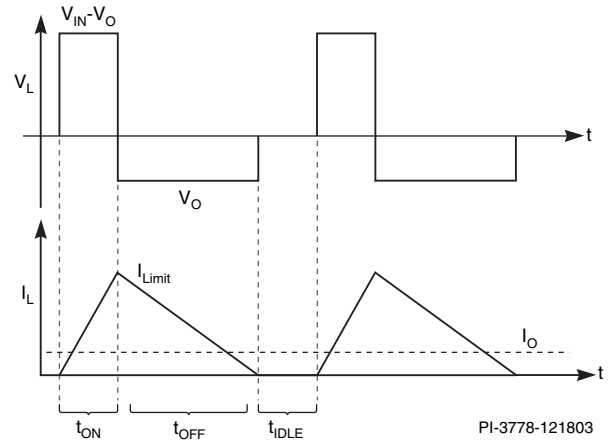 V_IN-V_O
V_L
t
V_O
I_Limit
I_L
I_O
t
t_ON
t_OFF
t_IDLE
PI-3778-121803